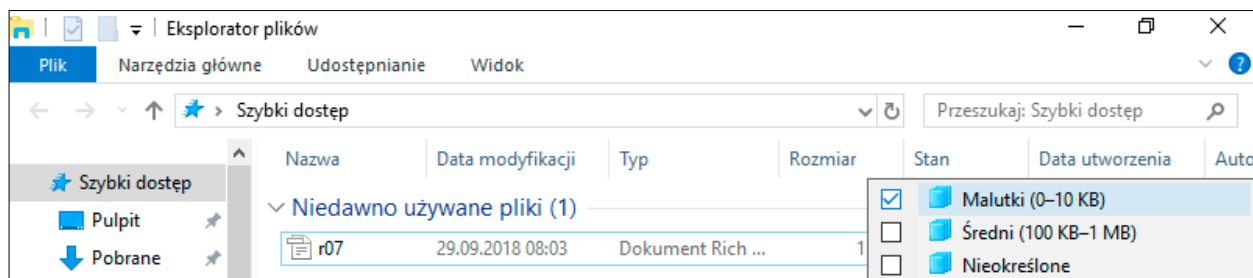 Eksplorator plików
Plik Narzędzia główne Udostępnianie Widok
Szybki dostęp Przeszukaj: Szybki dostęp
Nazwa Data modyfikacji Typ Rozmiar Stan Data utworzenia Auto
Szybki dostęp
Niedawno używane pliki (1)
Pulpit
Pobrane
r07 29.09.2018 08:03 Dokument Rich ... 1
Malutki (0–10 KB)
Średni (100 KB–1 MB)
Nieokreślone